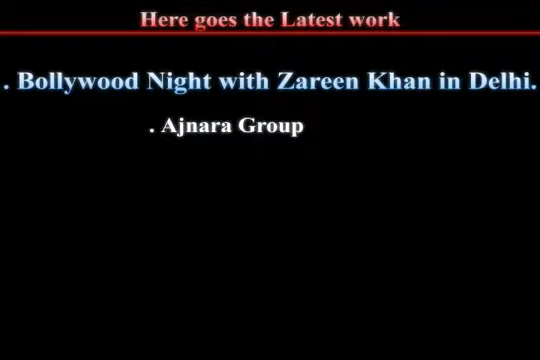 Here goes the Latest work
. Bollywood Night with Zareen Khan in Delhi.
. Ajnara Group